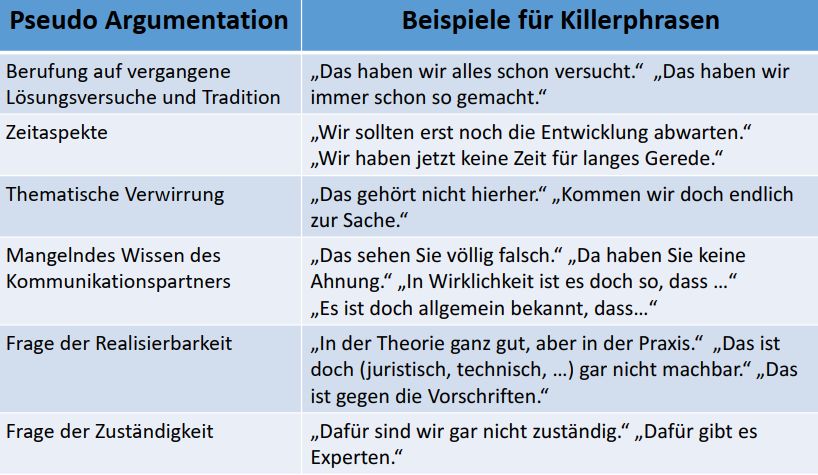 Pseudo Argumentation
Beispiele für Killerphrasen
Berufung auf vergangene
Lösungsversuche und Tradition
„Das haben wir alles schon versucht.“ „Das haben wir
immer schon so gemacht.“
Zeitaspekte
„Wir sollten erst noch die Entwicklung abwarten.“
„Wir haben jetzt keine Zeit für langes Gerede.“
Thematische Verwirrung
„Das gehört nicht hierher.“ „Kommen wir doch endlich
zur Sache.“
Mangelndes Wissen des
Kommunikationspartners
„Das sehen Sie völlig falsch.“ „Da haben Sie keine
Ahnung.“ „In Wirklichkeit ist es doch so, dass …“
„Es ist doch allgemein bekannt, dass…“
Frage der Realisierbarkeit
„In der Theorie ganz gut, aber in der Praxis.“ „Das ist
doch (juristisch, technisch, …) gar nicht machbar.“ „Das
ist gegen die Vorschriften.“
Frage der Zuständigkeit
„Dafür sind wir gar nicht zuständig.“ „Dafür gibt es
Experten.“